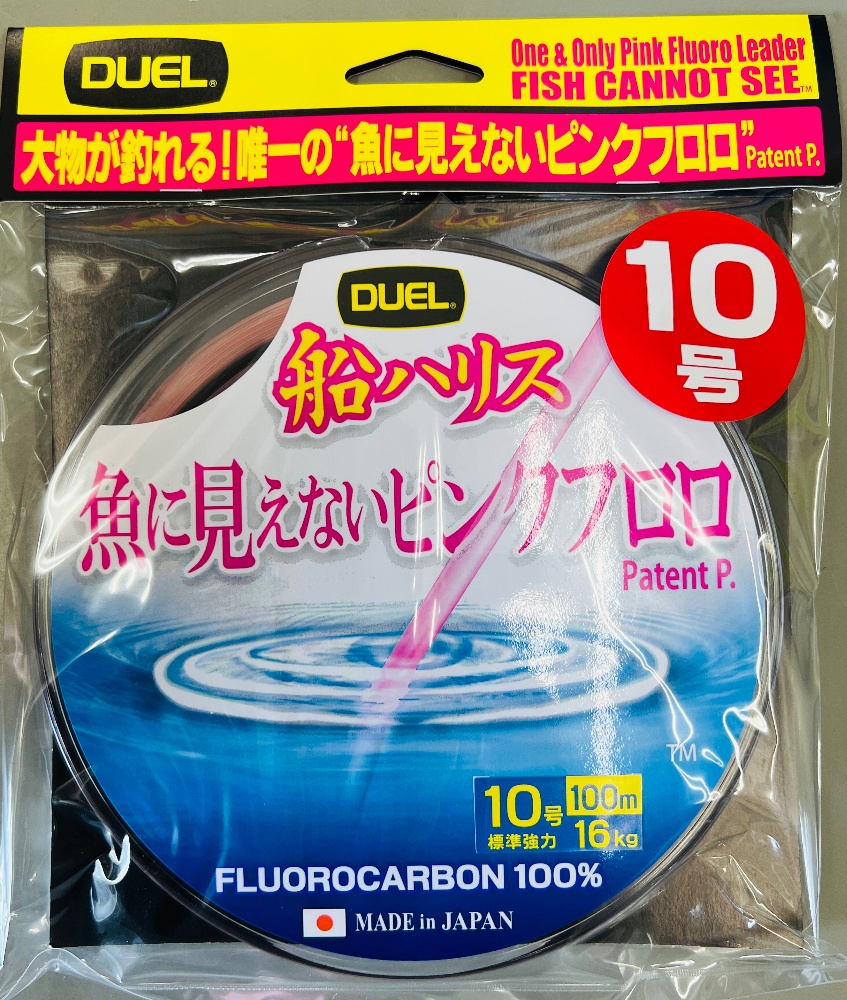 DUEL®
One & Only Pink Fluoro Leader
FISH CANNOT SEE™
大物が釣れる!唯一の“魚に見えないピンクフロロ” Patent P.
10
号
DUEL®
船ハリス
魚に見えないピンクフロロ
Patent P.
TM
10号 100m
標準強力 16kg
FLUOROCARBON 100%
MADE in JAPAN